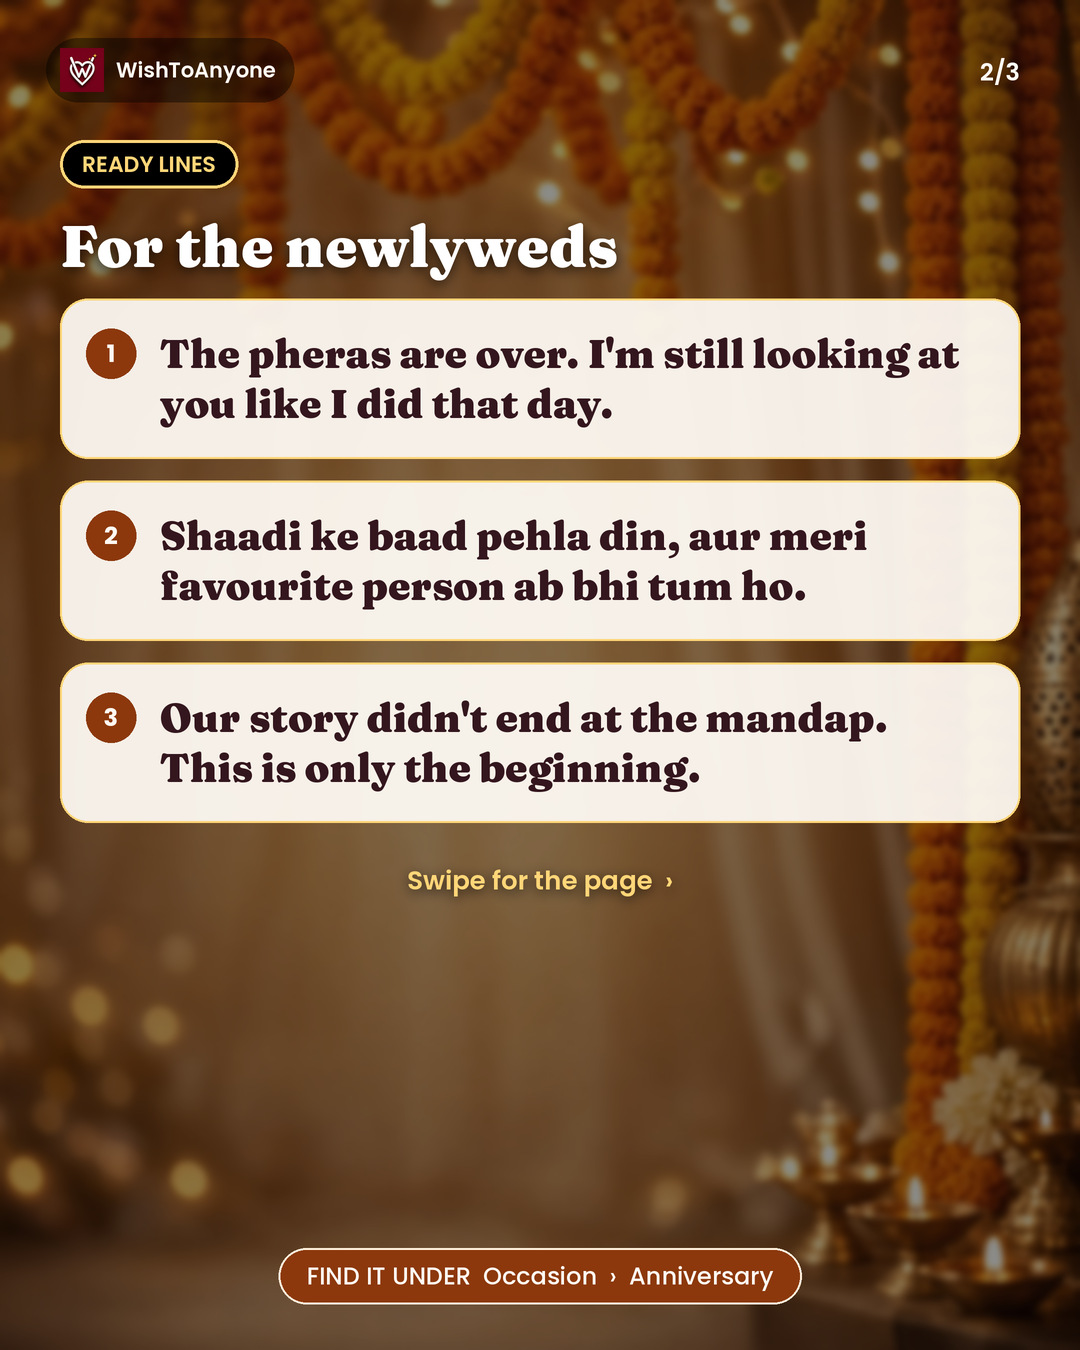 WishToAnyone
2/3
READY LINES
For the newlyweds
1
The pheras are over. I'm still looking at
you like I did that day.
2
Shaadi ke baad pehla din, aur meri
favourite person ab bhi tum ho.
3
Our story didn't end at the mandap.
This is only the beginning.
Swipe for the page ›
FIND IT UNDER Occasion › Anniversary